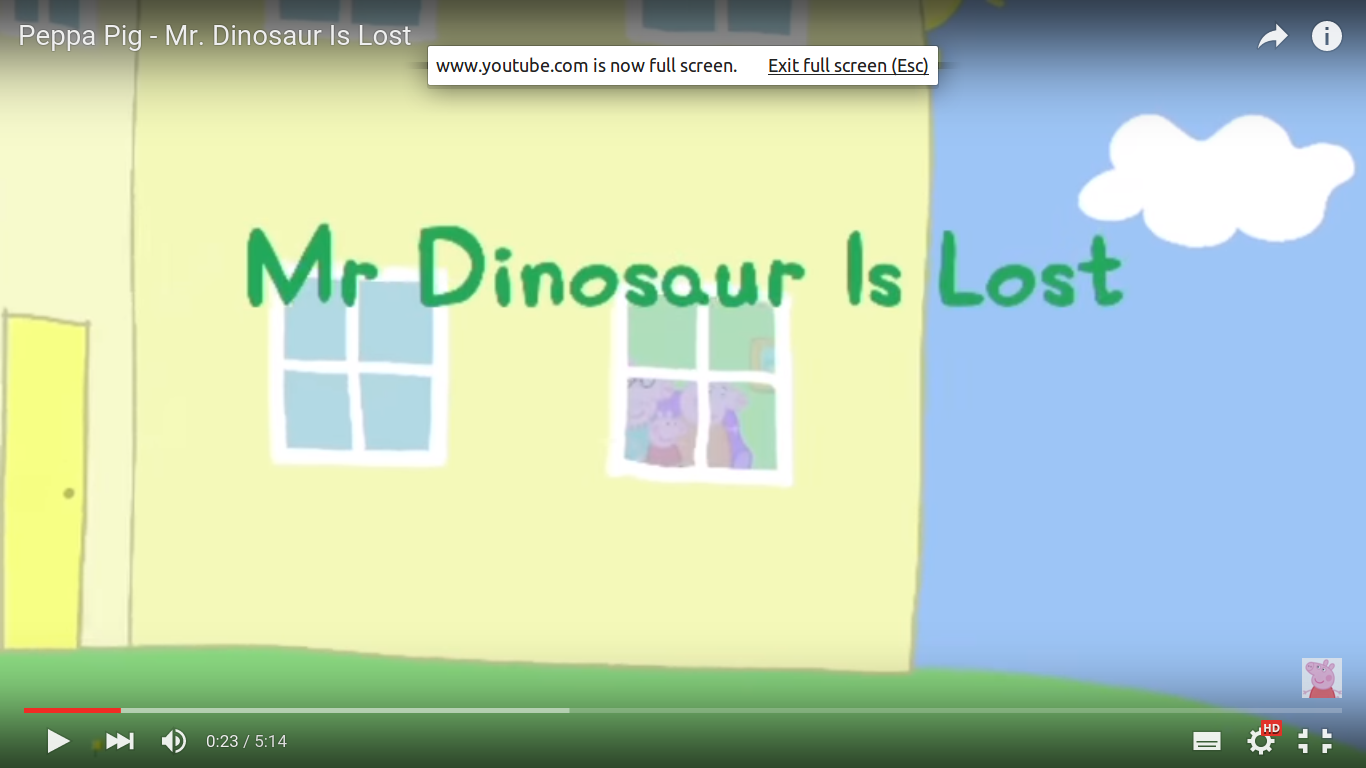 Peppa Pig - Mr. Dinosaur Is Lost
www.youtube.com is now full screen. Exit full screen (Esc)
Mr Dinosaur Is Lost
HD
0:23 / 5:14